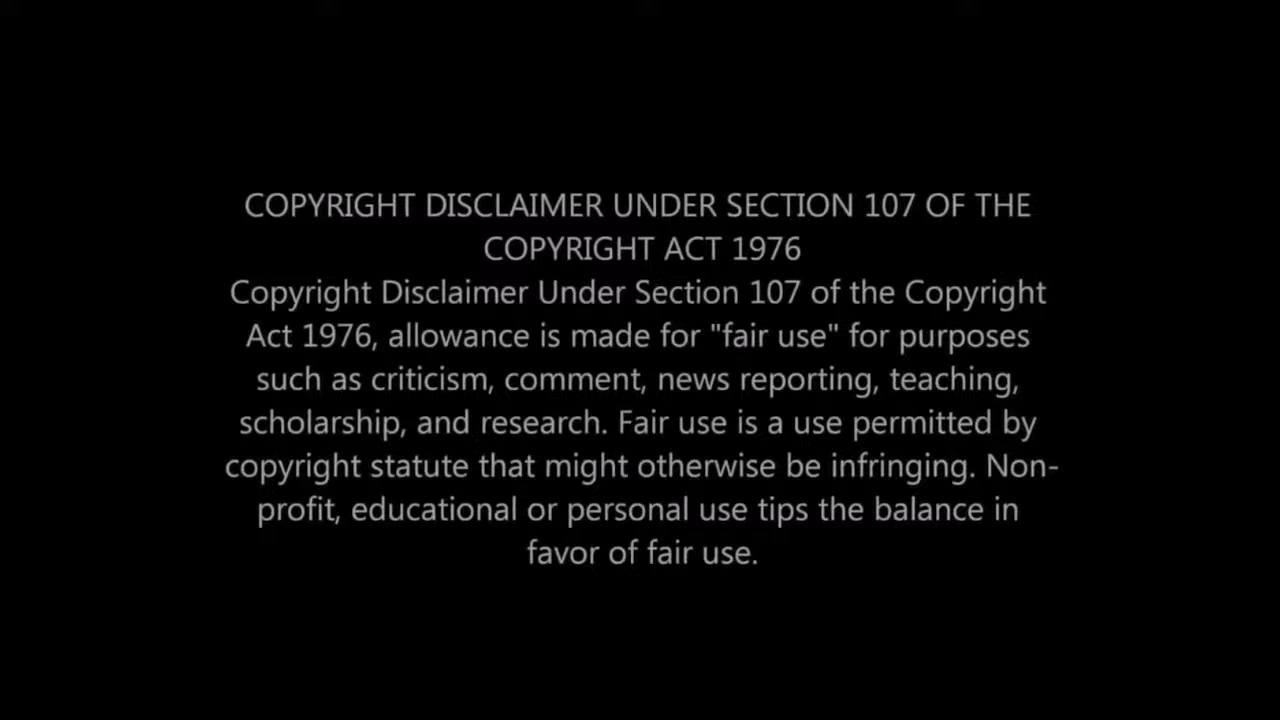 COPYRIGHT DISCLAIMER UNDER SECTION 107 OF THE
COPYRIGHT ACT 1976
Copyright Disclaimer Under Section 107 of the Copyright
Act 1976, allowance is made for "fair use" for purposes
such as criticism, comment, news reporting, teaching,
scholarship, and research. Fair use is a use permitted by
copyright statute that might otherwise be infringing. Non-
profit, educational or personal use tips the balance in
favor of fair use.